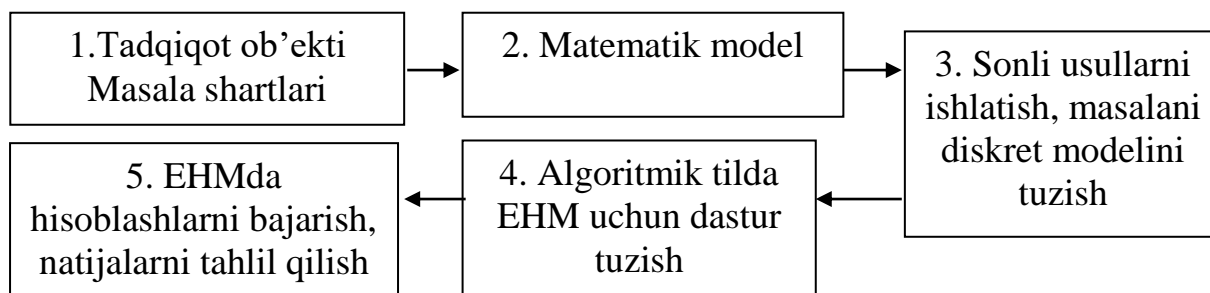 1.Tadqiqot ob’ekti
Masala shartlari
2. Matematik model
3. Sonli usullarni
ishlatish, masalani
diskret modelini
tuzish
4. Algoritmik tilda
EHM uchun dastur
tuzish
5. EHMda
hisoblashlarni bajarish,
natijalarni tahlil qilish